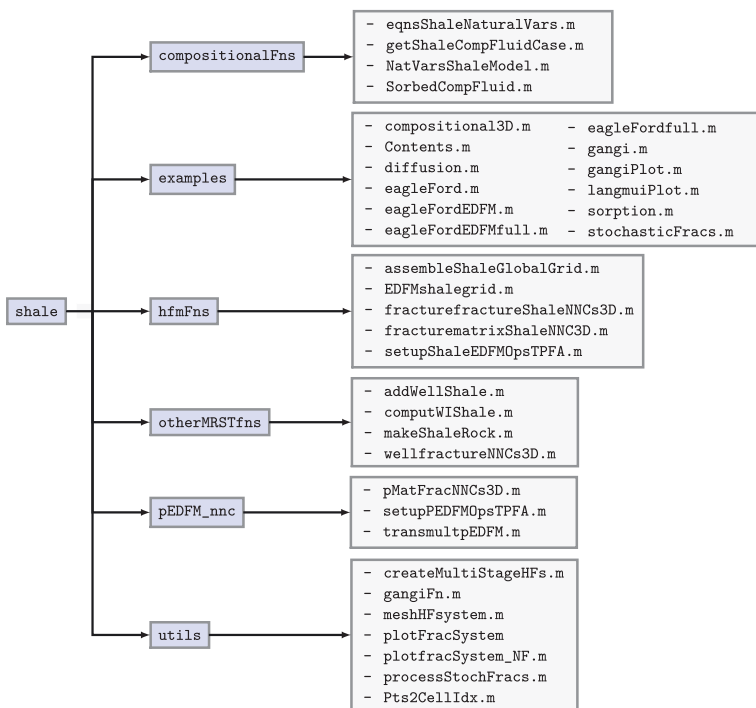 shale
compositionalFns
- eqnsShaleNaturalVars.m
- getShaleCompFluidCase.m
- NatVarsShaleModel.m
- SorbedCompFluid.m
examples
- compositional3D.m
- Contents.m
- diffusion.m
- eagleFord.m
- eagleFordEDFM.m
- eagleFordEDFMfull.m
- eagleFordfull.m
- gangi.m
- gangiPlot.m
- langmuiPlot.m
- sorption.m
- stochasticFracs.m
hfmFns
- assembleShaleGlobalGrid.m
- EDFMshalegrid.m
- fracturefractureShaleNNCs3D.m
- fracturematrixShaleNNC3D.m
- setupShaleEDFMOpsTPFA.m
otherMRSTfns
- addWellShale.m
- computWIShale.m
- makeShaleRock.m
- wellfractureNNCs3D.m
pEDFM_nnc
- pMatFracNNCs3D.m
- setupPEDFMOpsTPFA.m
- transmultpEDFM.m
utils
- createMultiStageHFs.m
- gangiFn.m
- meshHFsystem.m
- plotFracSystem
- plotfracSystem_NF.m
- processStochFracs.m
- Pts2CellIdx.m